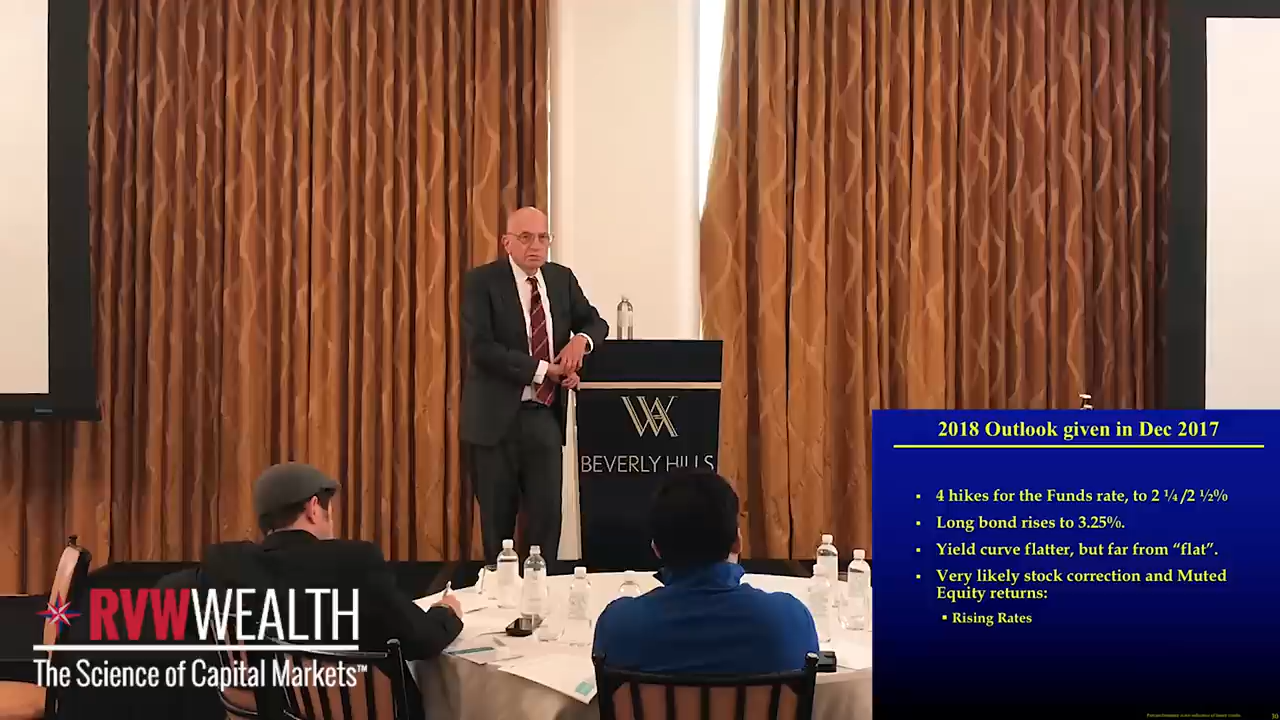 BEVERLY HILLS
2018 Outlook given in Dec 2017
▪ 4 hikes for the Funds rate, to 2 ¼ /2 ½%
▪ Long bond rises to 3.25%.
▪ Yield curve flatter, but far from “flat”.
▪ Very likely stock correction and Muted
Equity returns:
▪ Rising Rates
RVWWEALTH
The Science of Capital Markets™